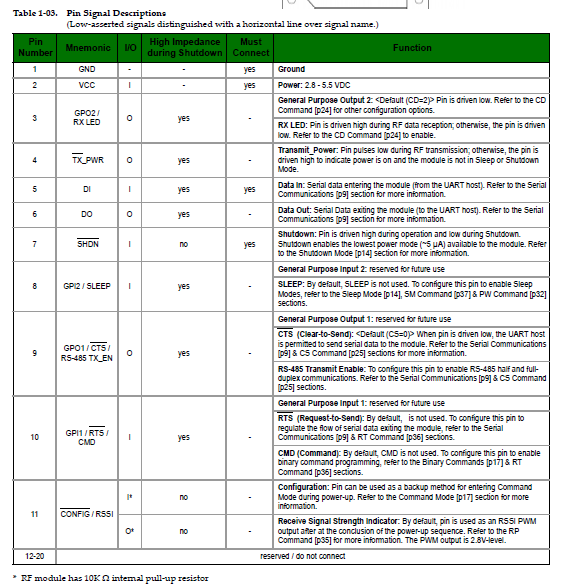 Table 1-03. Pin Signal Descriptions
(Low-asserted signals distinguished with a horizontal line over signal name.)
Pin Number | Mnemonic | I/O | High Impedance during Shutdown | Must Connect | Function
1 | GND | - | - | yes | Ground
2 | VCC | I | - | yes | Power: 2.8 - 5.5 VDC
3 | GPO2 / RX LED | O | yes | - | General Purpose Output 2: <Default (CD=2)> Pin is driven low. Refer to the CD
Command [p24] for other configuration options.
RX LED: Pin is driven high during RF data reception; otherwise, the pin is driven
low. Refer to the CD Command [p24] to enable.
4 | TX_PWR | O | yes | - | Transmit_Power: Pin pulses low during RF transmission; otherwise, the pin is
driven high to indicate power is on and the module is not in Sleep or Shutdown
Mode.
5 | DI | I | yes | yes | Data In: Serial data entering the module (from the UART host). Refer to the Serial
Communications [p9] section for more information.
6 | DO | O | yes | - | Data Out: Serial Data exiting the module (to the UART host). Refer to the Serial
Communications [p9] section for more information.
7 | SHDN | I | no | yes | Shutdown: Pin is driven high during operation and low during Shutdown.
Shutdown enables the lowest power mode (~5 µA) available to the module. Refer
to the Shutdown Mode [p14] section for more information.
8 | GPI2 / SLEEP | I | yes | - | General Purpose Input 2: reserved for future use
SLEEP: By default, SLEEP is not used. To configure this pin to enable Sleep
Modes, refer to the Sleep Mode [p14], SM Command [p37] & PW Command [p32]
sections.
9 | GPO1 / CTS / RS-485 TX_EN | O | yes | - | General Purpose Output 1: reserved for future use
CTS (Clear-to-Send): <Default (CS=0)> When pin is driven low, the UART host
is permitted to send serial data to the module. Refer to the Serial Communications
[p9] & CS Command [p25] sections for more information.
RS-485 Transmit Enable: To configure this pin to enable RS-485 half and full-
duplex communications. Refer to the Serial Communications [p9] & CS Command
[p25] sections.
10 | GPI1 / RTS / CMD | I | yes | - | General Purpose Input 1: reserved for future use
RTS (Request-to-Send): By default, is not used. To configure this pin to
regulate the flow of serial data exiting the module, refer to the Serial
Communications [p9] & RT Command [p36] sections.
CMD (Command): By default, CMD is not used. To configure this pin to enable
binary command programming, refer to the Binary Commands [p17] & RT
Command [p36] sections.
11 | CONFIG / RSSI | I* | no | - | Configuration: Pin can be used as a backup method for entering Command
Mode during power-up. Refer to the Command Mode [p17] section for more
information.
O* | no | - | Receive Signal Strength Indicator: By default, pin is used as an RSSI PWM
output after at the conclusion of the power-up sequence. Refer to the RP
Command [p35] for more information. The PWM output is 2.8V-level.
12-20 | reserved / do not connect
* RF module has 10K Ω internal pull-up resistor